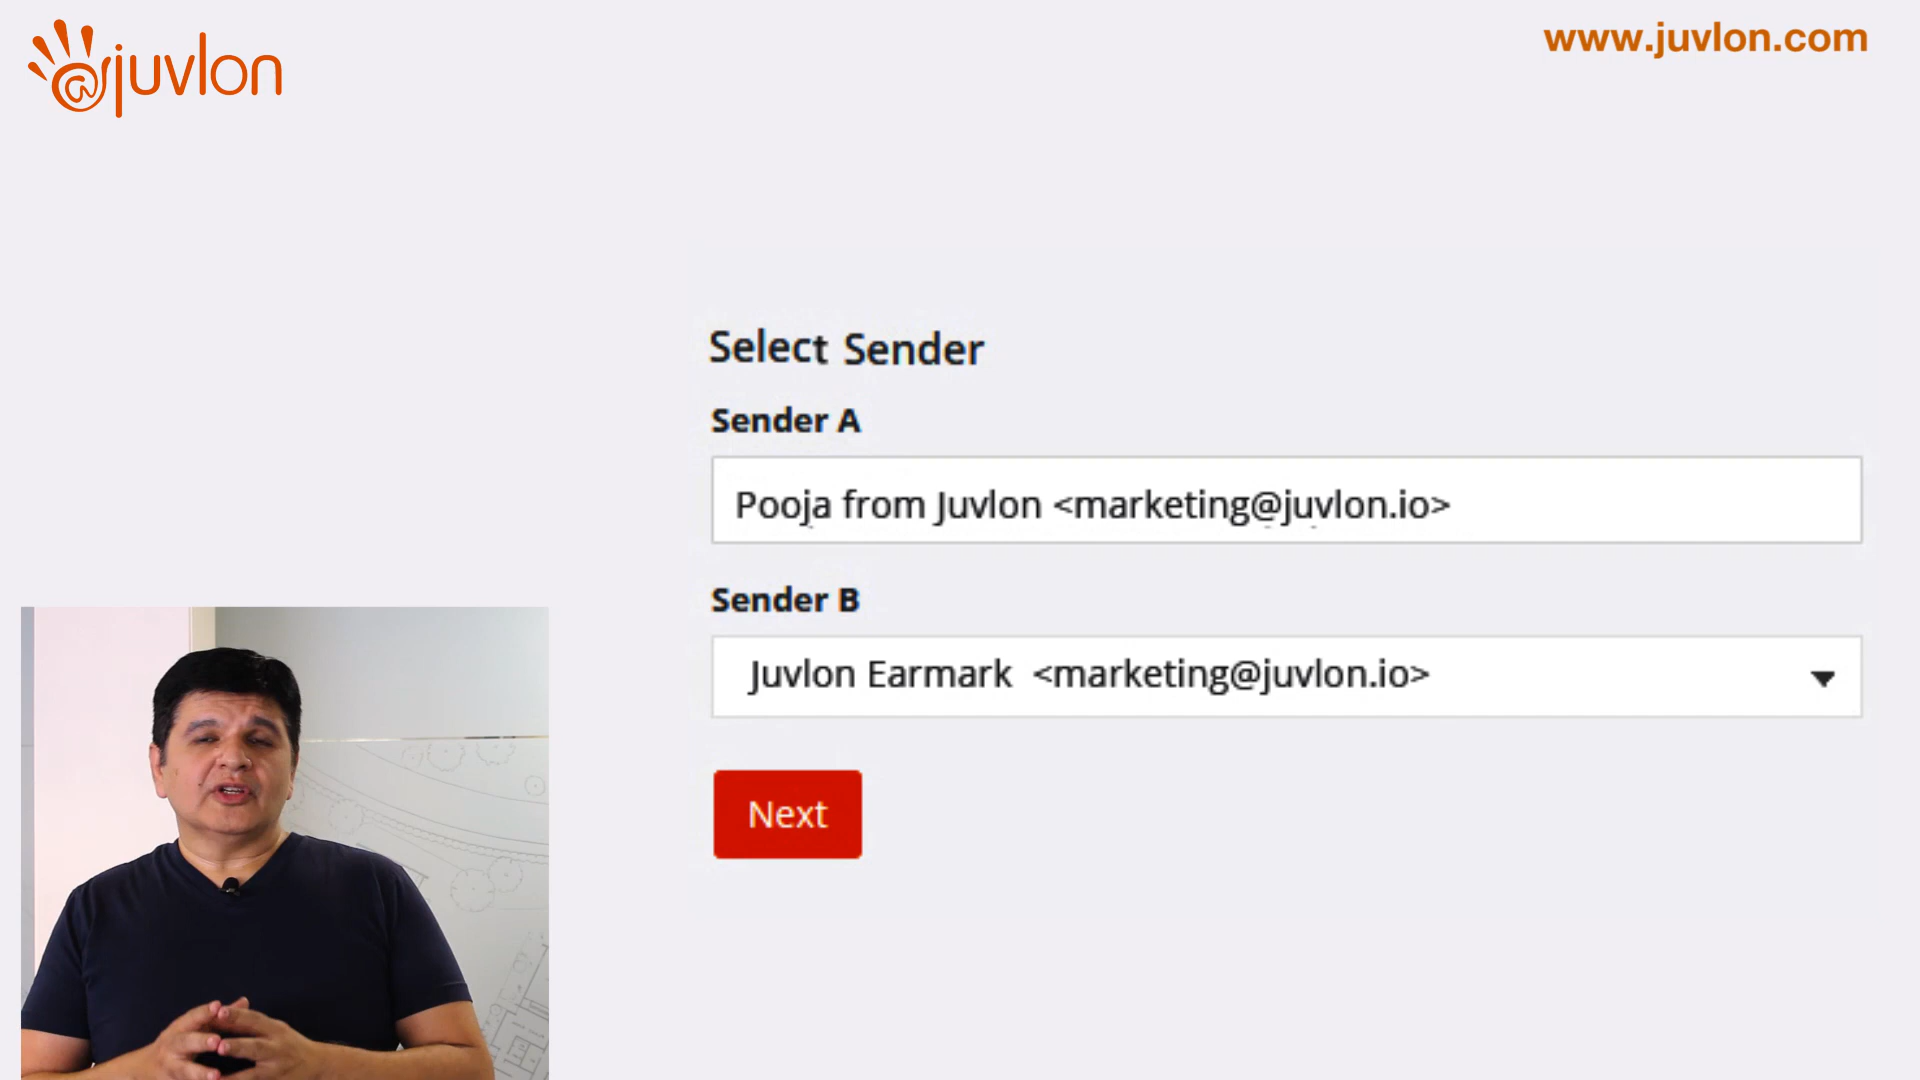 juvlon
www.juvlon.com
Select Sender
Sender A
Pooja from Juvlon <marketing@juvlon.io>
Sender B
Juvlon Earmark <marketing@juvlon.io>
Next